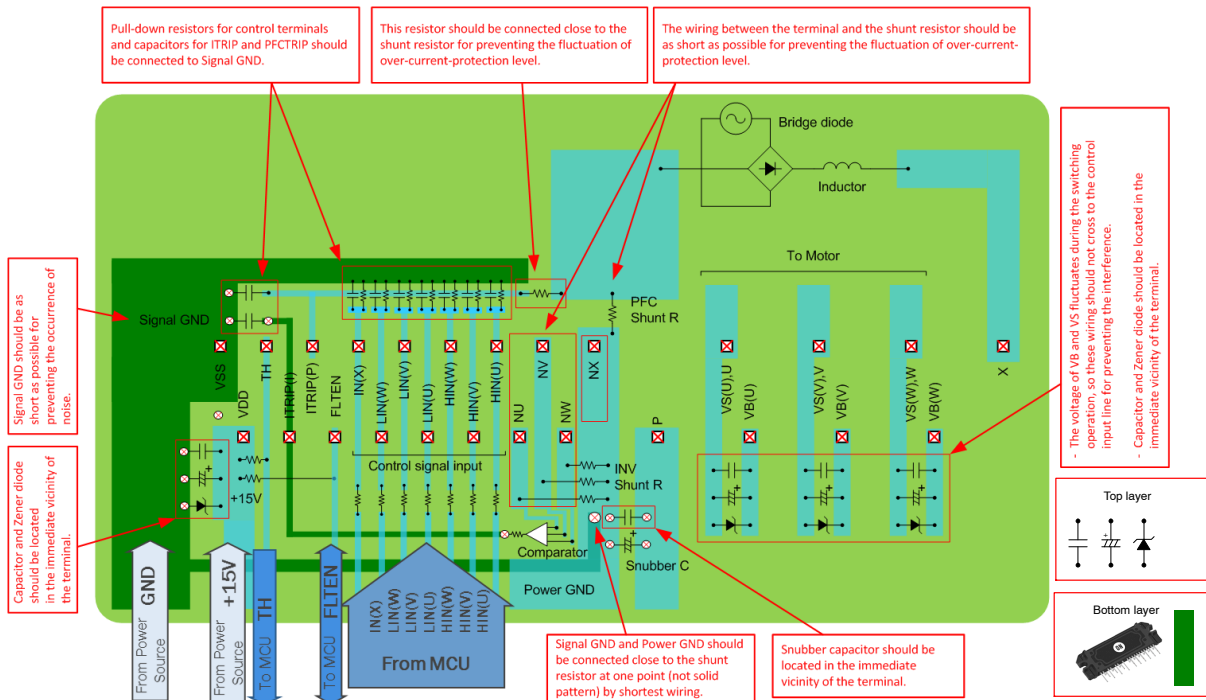 Pull-down resistors for control terminals
and capacitors for ITRIP and PFCTRIP should
be connected to Signal GND.
This resistor should be connected close to the
shunt resistor for preventing the fluctuation of
over-current-protection level.
The wiring between the terminal and the shunt resistor should be
as short as possible for preventing the fluctuation of over-current-
protection level.
Bridge diode
Inductor
To Motor
PFC
Shunt R
Signal GND
Signal GND should be as
short as possible for
preventing the occurrence of
noise.
- The voltage of VB and VS fluctuates during the switching
operation, so these wiring should not cross to the control
input line for preventing the interference.
- Capacitor and Zener diode should be located in the
immediate vicinity of the terminal.
VSS
VDD
TH
ITRIP(I)
ITRIP(P)
FLTEN
IN(X)
LIN(W)
LIN(V)
LIN(U)
HIN(W)
HIN(V)
HIN(U)
NU
NV
NW
NX
P
VS(U),U
VB(U)
VS(V),V
VB(V)
VS(W),W
VB(W)
X
Control signal input
INV
Shunt R
+15V
Capacitor and Zener diode
should be located
in the immediate vicinity of
the terminal.
Comparator
Snubber C
Power GND
Top layer
+
+
+
+
+
+
Bottom layer
From Power
Source
GND
From Power
Source
+15V
To MCU TH
To MCU FLTEN
IN(X)
LIN(W)
LIN(V)
LIN(U)
HIN(W)
HIN(V)
HIN(U)
From MCU
Signal GND and Power GND should
be connected close to the shunt
resistor at one point (not solid
pattern) by shortest wiring.
Snubber capacitor should be
located in the immediate
vicinity of the terminal.